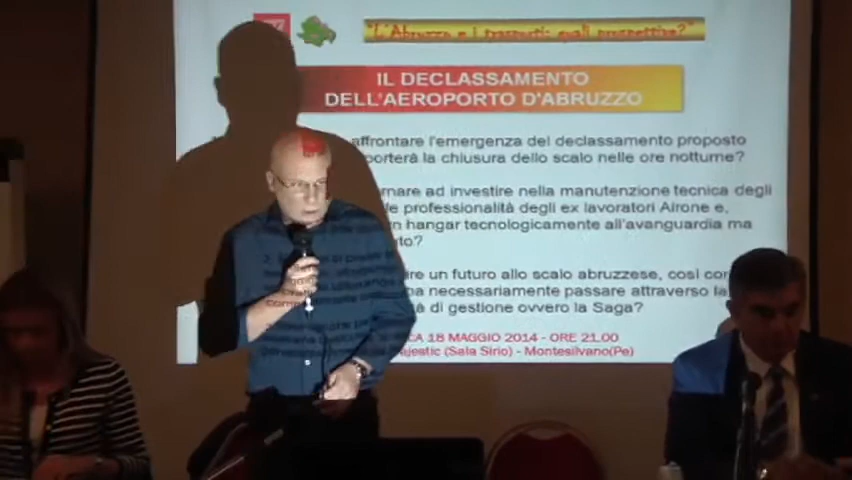 "L'Abruzzo e i trasporti: quali prospettive?"
IL DECLASSAMENTO
DELL'AEROPORTO D'ABRUZZO
affrontare l'emergenza del declassamento proposto
porterà la chiusura dello scalo nelle ore notturne?
rnare ad investire nella manutenzione tecnica degli
le professionalità degli ex lavoratori Airone e,
n hangar tecnologicamente all'avanguardia ma
to?
re un futuro allo scalo abruzzese, così com
ba necessariamente passare attraverso la
à di gestione ovvero la Saga?
CA 18 MAGGIO 2014 - ORE 21.00
ajestic (Sala Sirio) - Montesilvano(Pe)